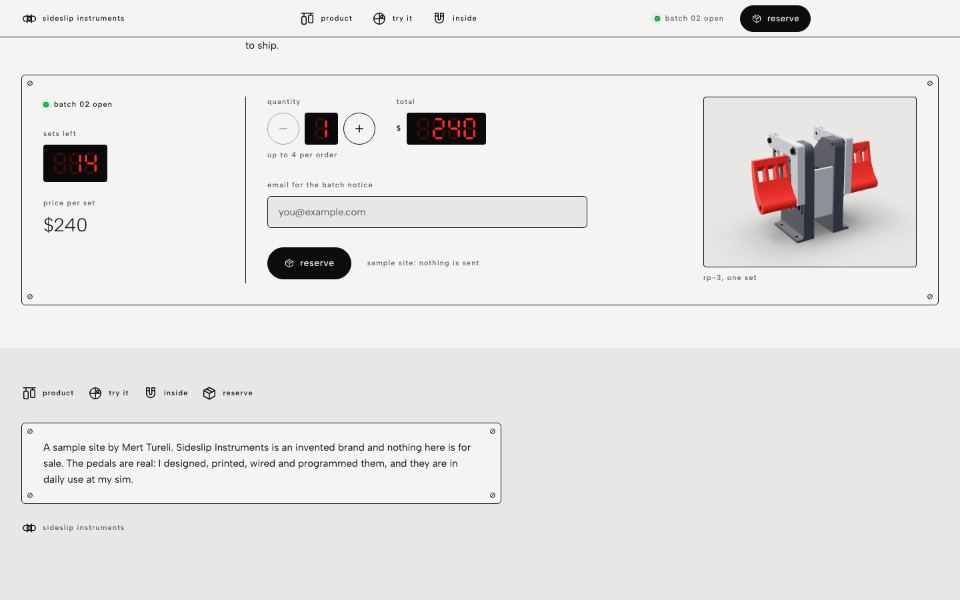 sideslip instruments
product
try it
inside
batch 02 open
reserve
to ship.
batch 02 open
sets left
14
price per set
$240
quantity
1
up to 4 per order
total
$ 240
email for the batch notice
you@example.com
reserve
sample site: nothing is sent
rp-3, one set
product
try it
inside
reserve
A sample site by Mert Tureli. Sideslip Instruments is an invented brand and nothing here is for
sale. The pedals are real: I designed, printed, wired and programmed them, and they are in
daily use at my sim.
sideslip instruments